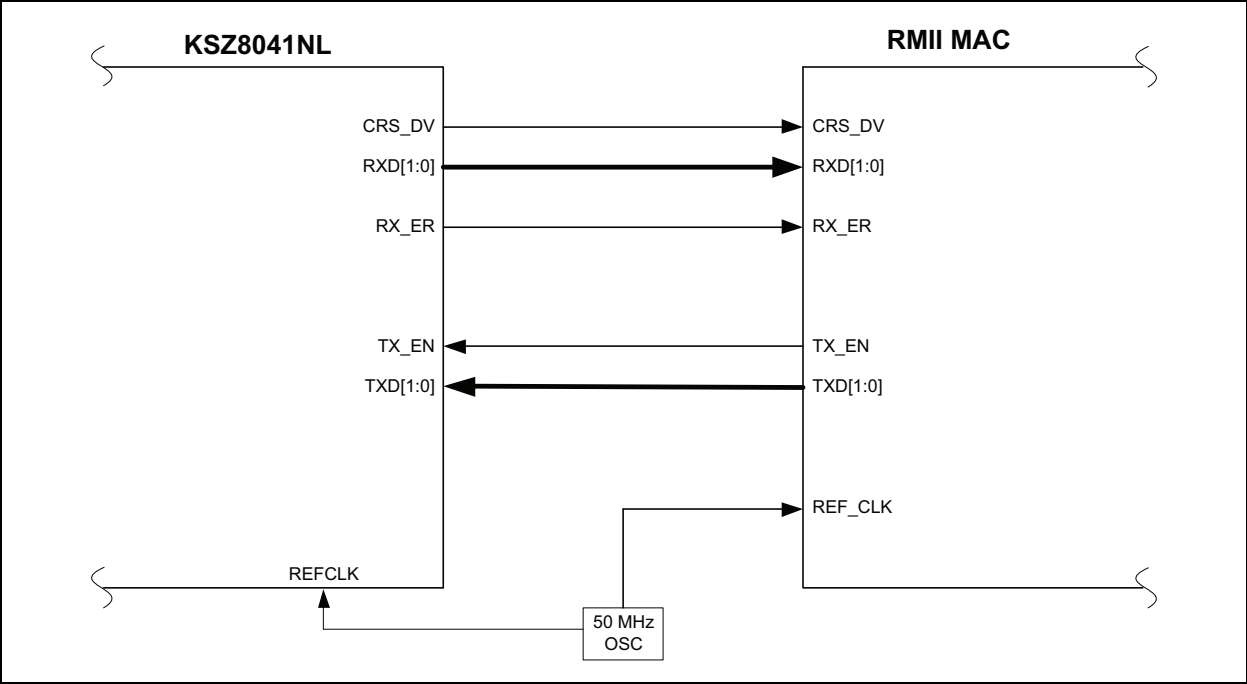 KSZ8041NL
RMII MAC
CRS_DV
CRS_DV
RXD[1:0]
RXD[1:0]
RX_ER
RX_ER
TX_EN
TX_EN
TXD[1:0]
TXD[1:0]
REF_CLK
REFCLK
50 MHz
OSC